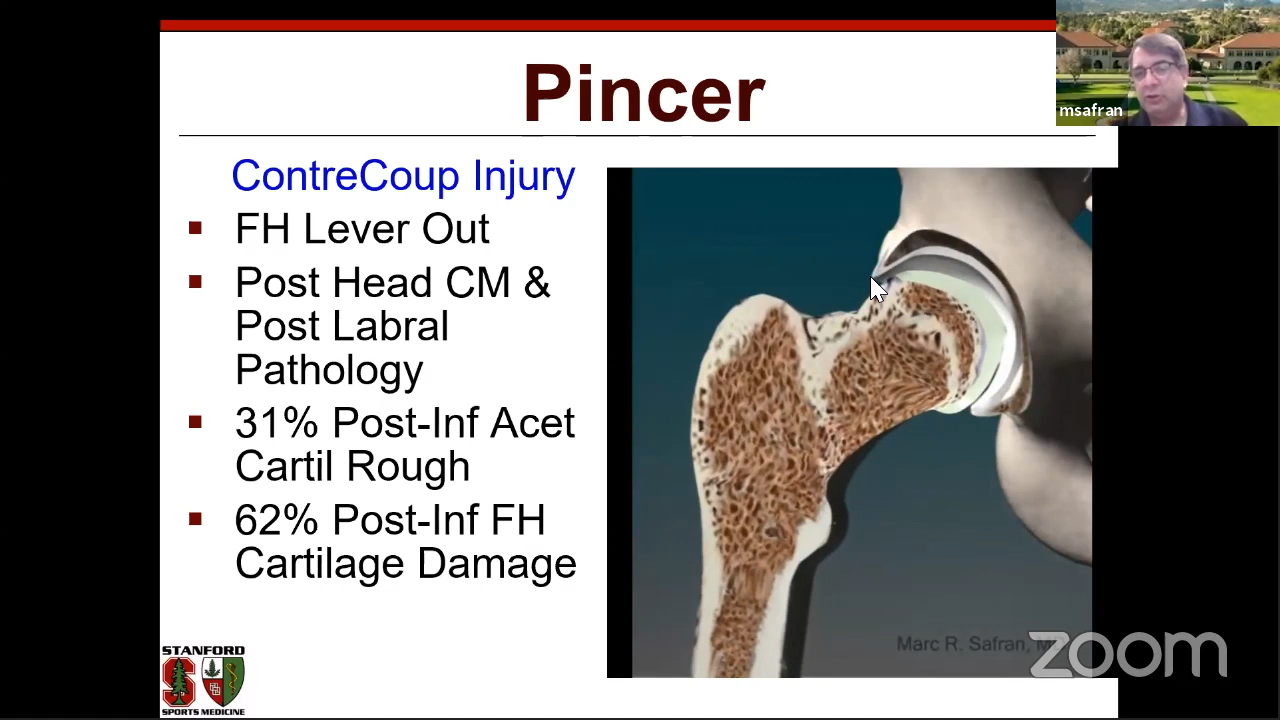 Pincer
msafran
ContreCoup Injury
FH Lever Out
Post Head CM &
Post Labral
Pathology
31% Post-Inf Acet
Cartil Rough
62% Post-Inf FH
Cartilage Damage
Marc R. Safran, MD
zoom
STANFORD
S
SPORTS MEDICINE